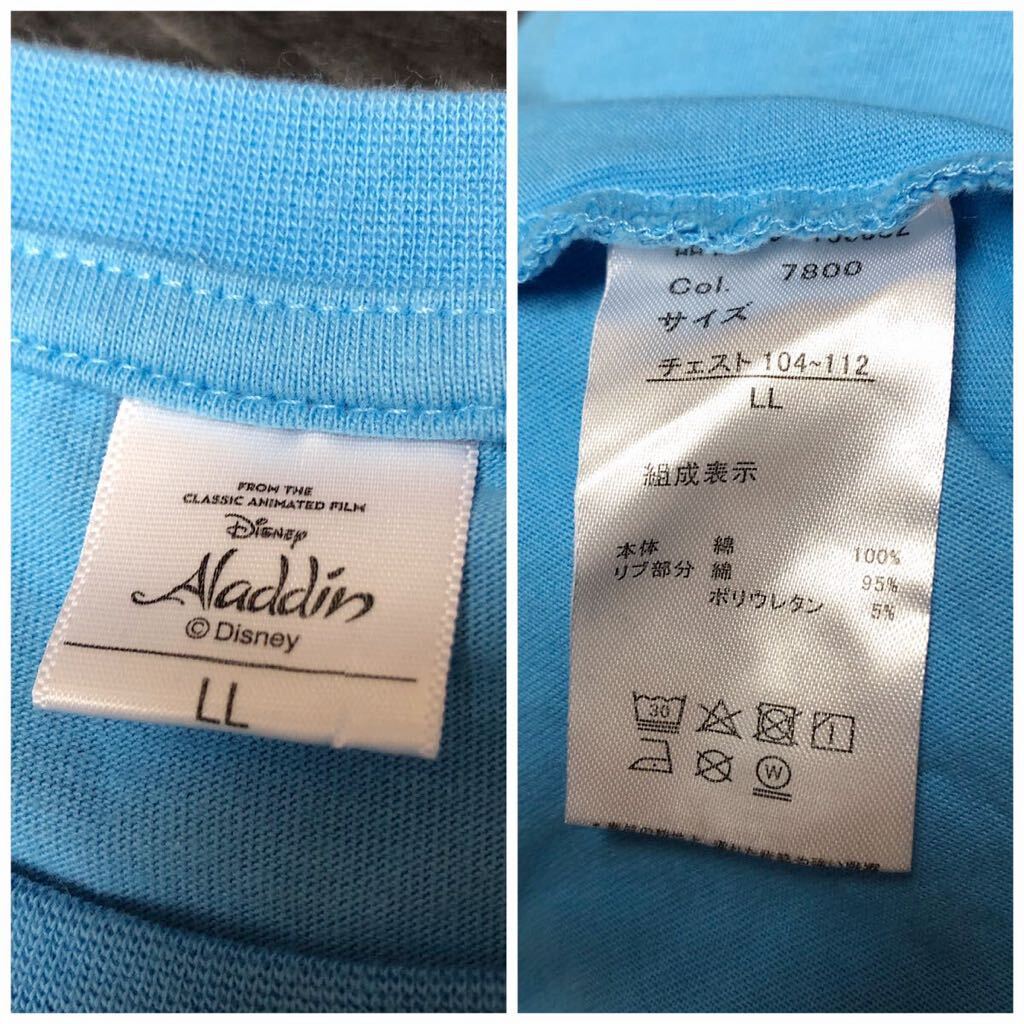 FROM THE
CLASSIC ANIMATED FILM
Disney
Aladdin
© Disney
LL
Col. 7800
サイズ
チェスト 104~112
LL
組成表示
本体 綿 100%
リブ部分 綿 95%
ポリウレタン 5%
30
W